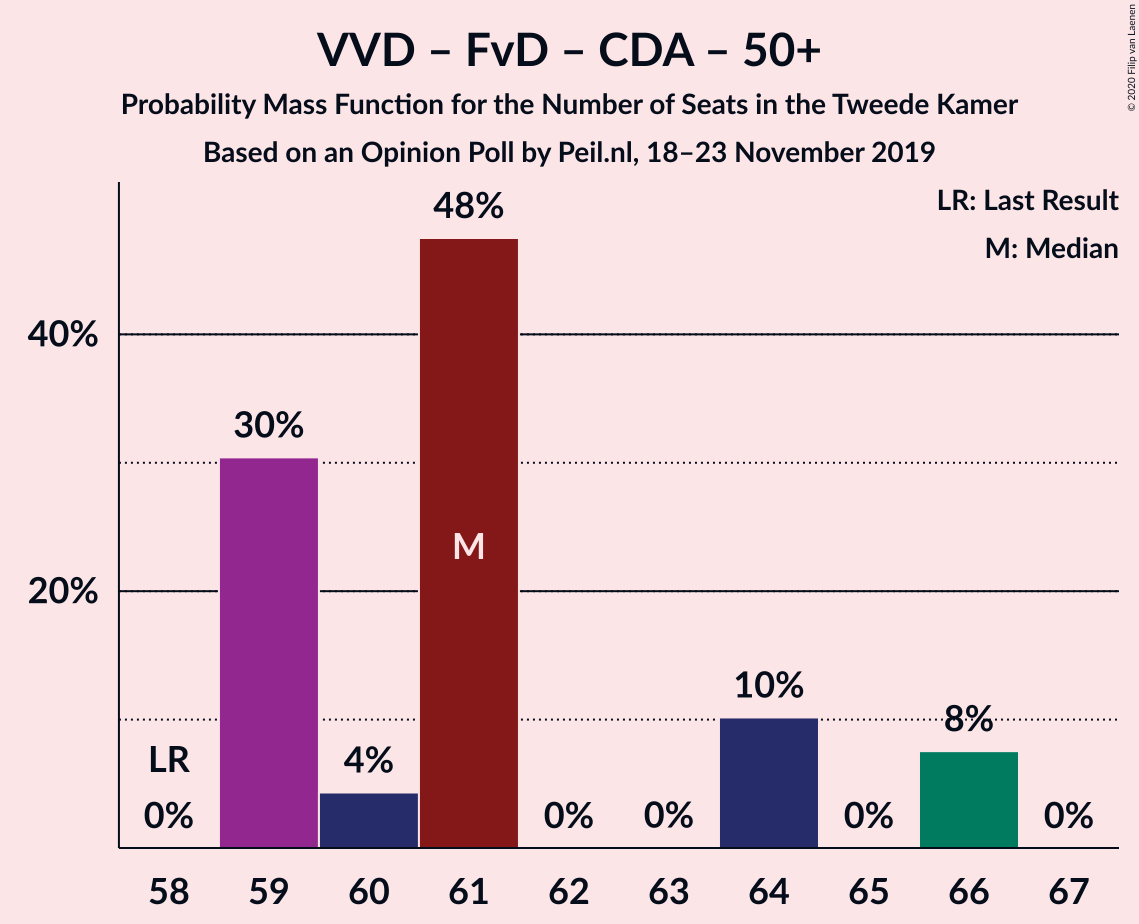 VVD – FvD – CDA – 50+
Probability Mass Function for the Number of Seats in the Tweede Kamer
Based on an Opinion Poll by Peil.nl, 18–23 November 2019
© 2020 Filip van Laenen
LR: Last Result
M: Median
48%
40%
30%
M
20%
10%
8%
LR
4%
0%
0%
0%
0%
0%
58 59 60 61 62 63 64 65 66 67